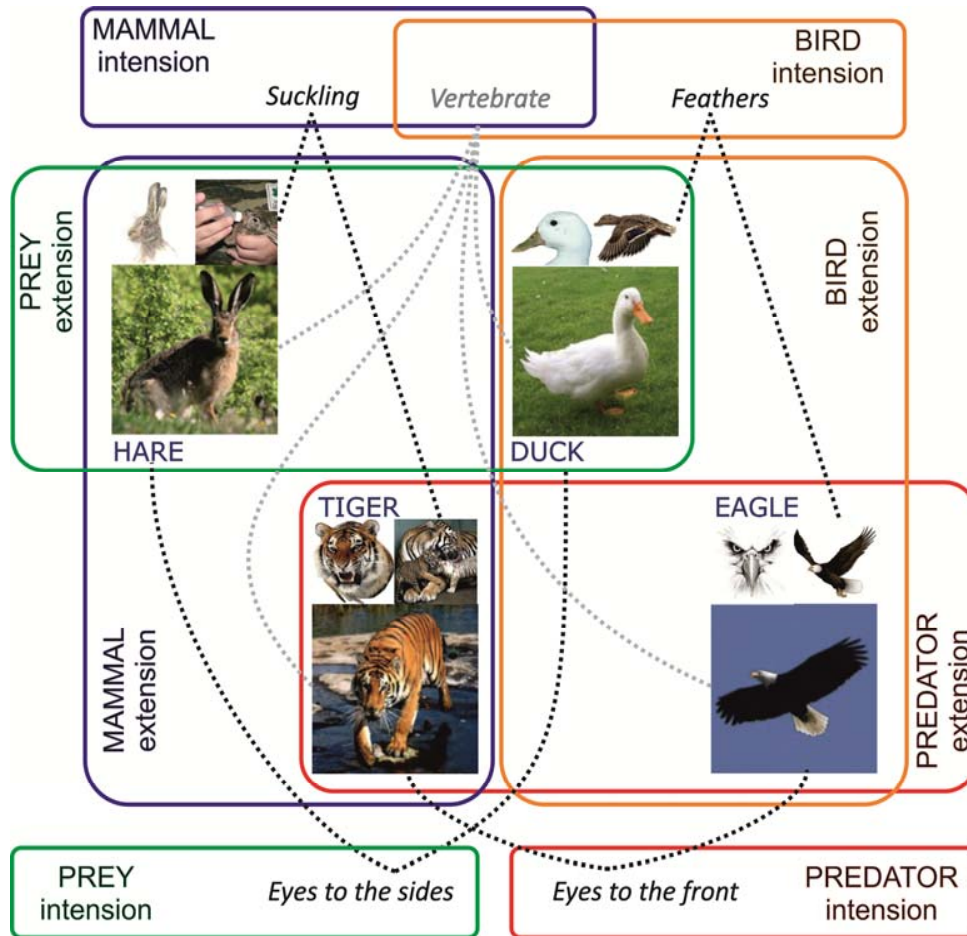 MAMMAL
intension
BIRD
intension
Suckling
Vertebrate
Feathers
PREY
extension
BIRD
extension
HARE
DUCK
TIGER
EAGLE
MAMMAL
extension
PREDATOR
extension
PREY
intension
Eyes to the sides
Eyes to the front
PREDATOR
intension